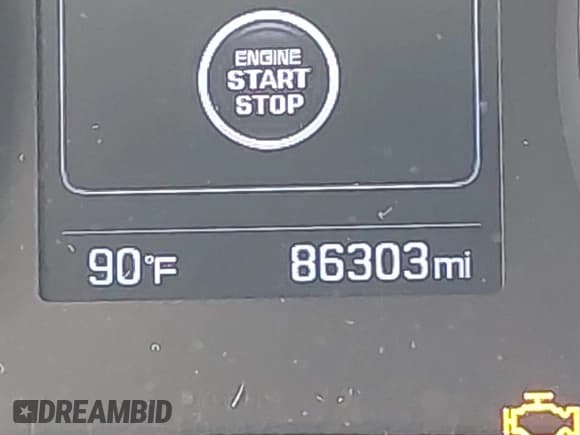 ENGINE
START
STOP
90°F 86303mi
DREAMBID